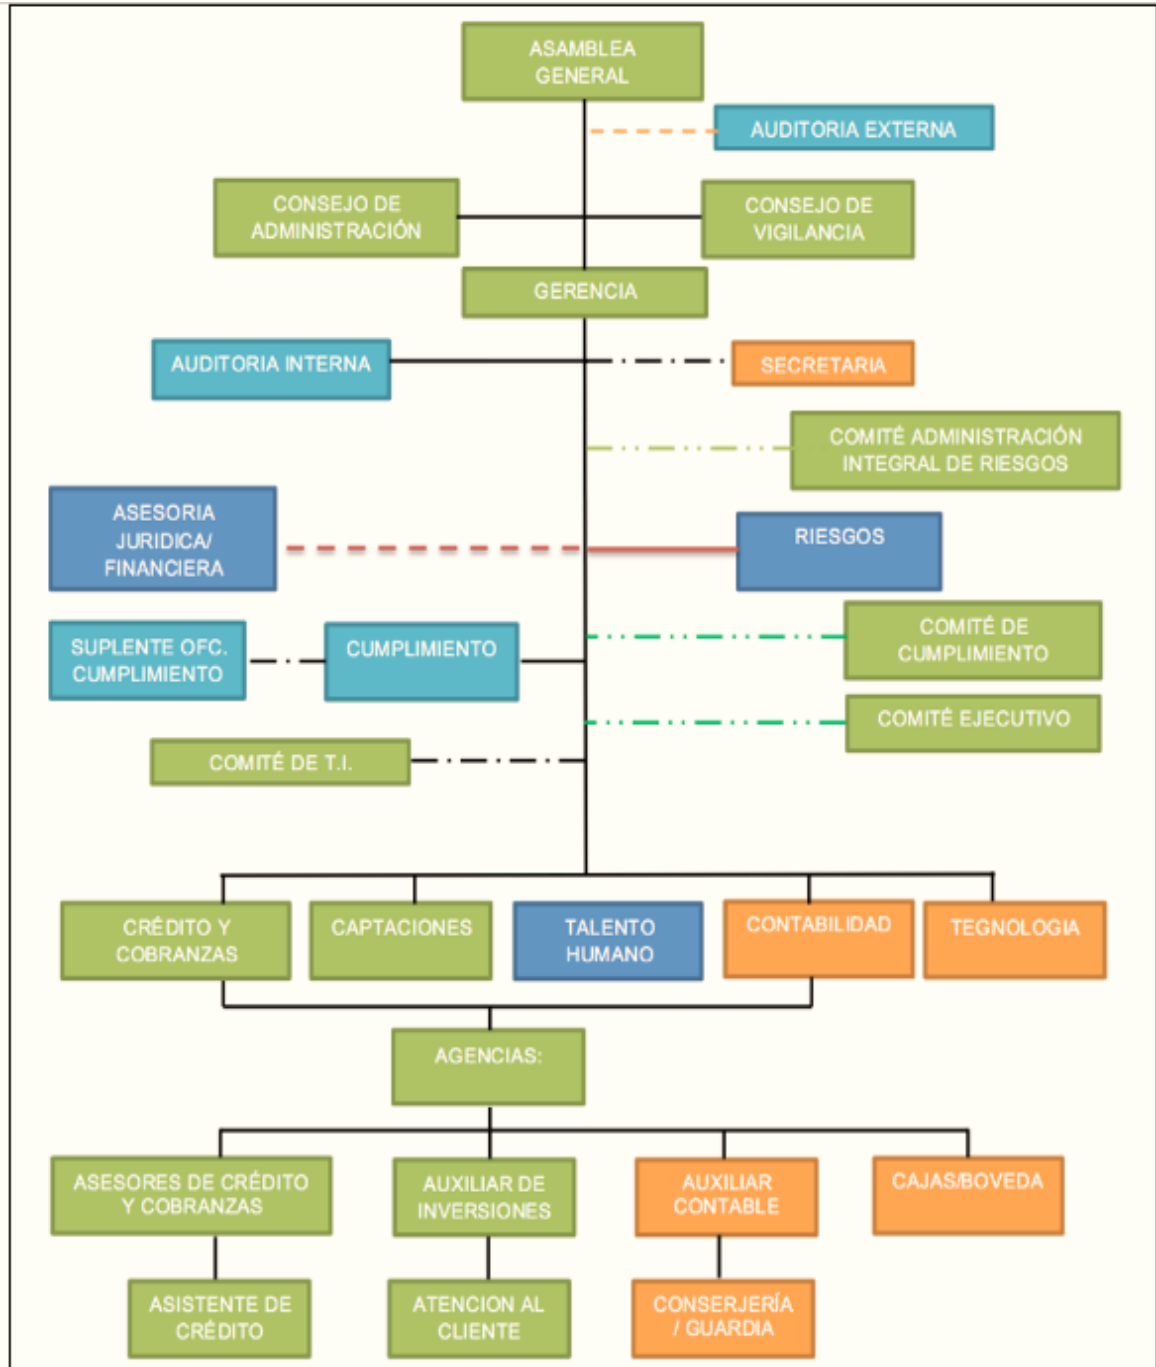 ASAMBLEA
GENERAL
AUDITORIA EXTERNA
CONSEJO DE
ADMINISTRACIÓN
CONSEJO DE
VIGILANCIA
GERENCIA
AUDITORIA INTERNA
SECRETARIA
COMITÉ ADMINISTRACIÓN
INTEGRAL DE RIESGOS
ASESORIA
JURIDICA/
FINANCIERA
RIESGOS
SUPLENTE OFC.
CUMPLIMIENTO
CUMPLIMIENTO
COMITÉ DE
CUMPLIMIENTO
COMITÉ EJECUTIVO
COMITÉ DE T.I.
CRÉDITO Y
COBRANZAS
CAPTACIONES
TALENTO
HUMANO
CONTABILIDAD
TEGNOLOGIA
AGENCIAS:
ASESORES DE CRÉDITO
Y COBRANZAS
AUXILIAR DE
INVERSIONES
AUXILIAR
CONTABLE
CAJAS/BOVEDA
ASISTENTE DE
CRÉDITO
ATENCION AL
CLIENTE
CONSERJERÍA
/ GUARDIA